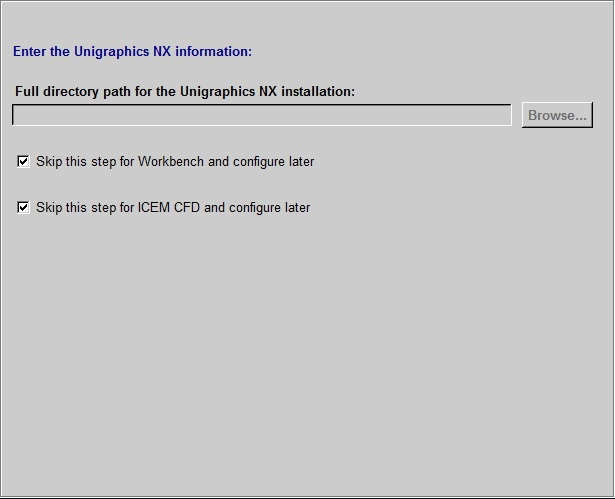 Enter the Unigraphics NX information:
Full directory path for the Unigraphics NX installation:
Browse...
Skip this step for Workbench and configure later
Skip this step for ICEM CFD and configure later